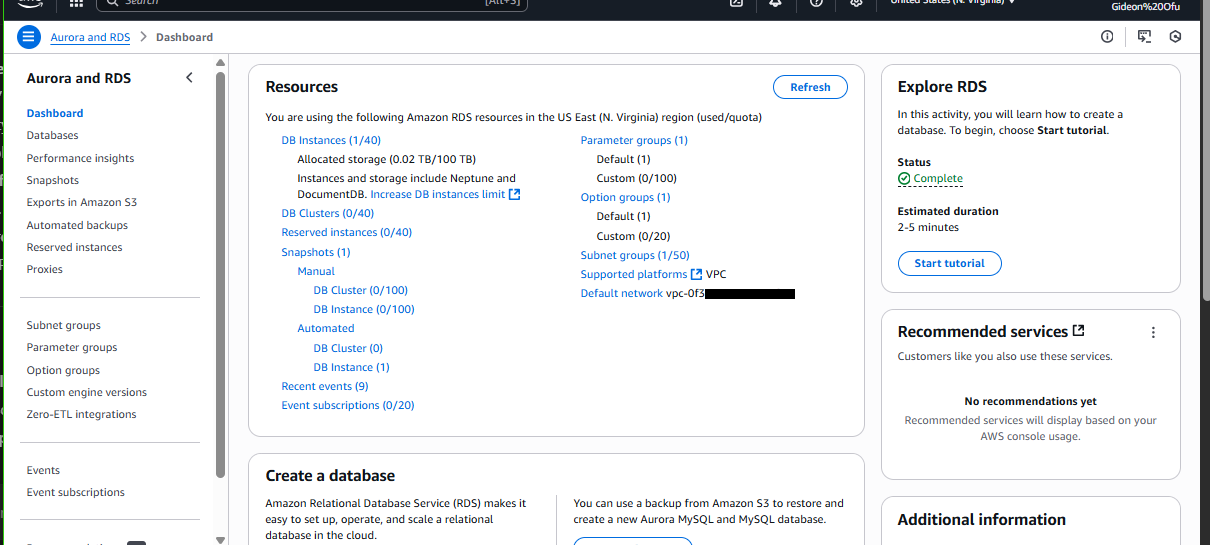 Search
[Alt+S]
United States (N. Virginia)
Gideon%20Ofu
Aurora and RDS > Dashboard
Aurora and RDS
Dashboard
Databases
Performance insights
Snapshots
Exports in Amazon S3
Automated backups
Reserved instances
Proxies
Subnet groups
Parameter groups
Option groups
Custom engine versions
Zero-ETL integrations
Events
Event subscriptions
Resources
Refresh
You are using the following Amazon RDS resources in the US East (N. Virginia) region (used/quota)
DB Instances (1/40)
Allocated storage (0.02 TB/100 TB)
Instances and storage include Neptune and
DocumentDB. Increase DB instances limit
DB Clusters (0/40)
Reserved instances (0/40)
Snapshots (1)
Manual
DB Cluster (0/100)
DB Instance (0/100)
Automated
DB Cluster (0)
DB Instance (1)
Recent events (9)
Event subscriptions (0/20)
Parameter groups (1)
Default (1)
Custom (0/100)
Option groups (1)
Default (1)
Custom (0/20)
Subnet groups (1/50)
Supported platforms VPC
Default network vpc-0f3
Create a database
Amazon Relational Database Service (RDS) makes it
easy to set up, operate, and scale a relational
database in the cloud.
You can use a backup from Amazon S3 to restore and
create a new Aurora MySQL and MySQL database.
Explore RDS
In this activity, you will learn how to create a
database. To begin, choose Start tutorial.
Status
Complete
Estimated duration
2-5 minutes
Start tutorial
Recommended services
Customers like you also use these services.
No recommendations yet
Recommended services will display based on your
AWS console usage.
Additional information